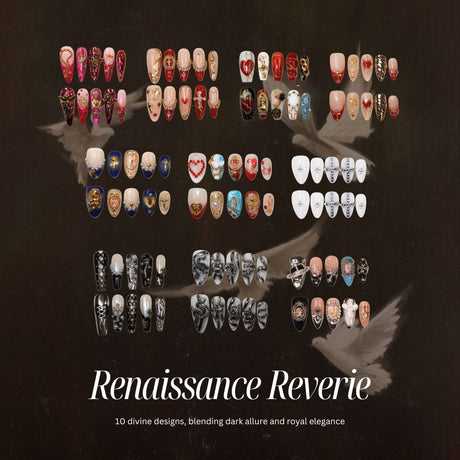 Renaissance Reverie
10 divine designs, blending dark allure and royal elegance